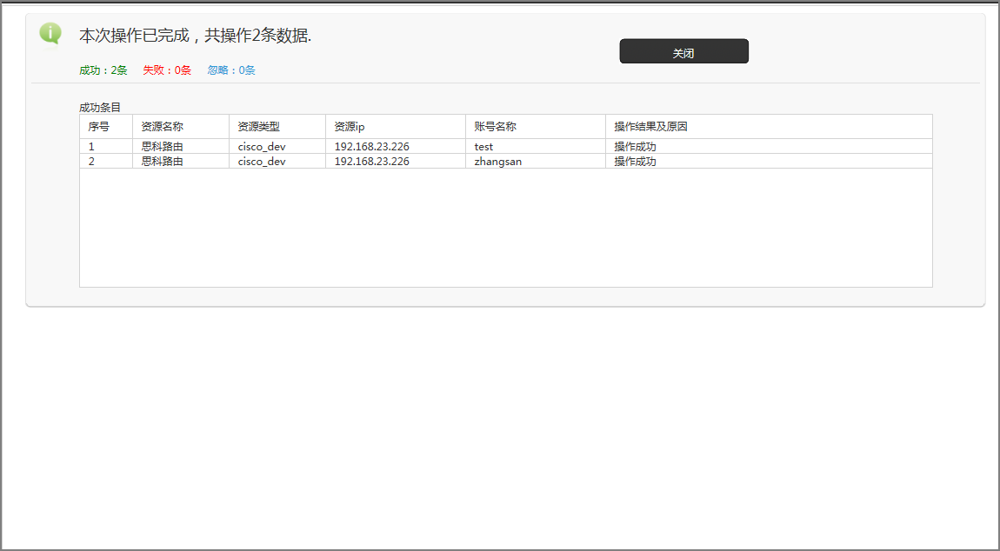 本次操作已完成，共操作2条数据.
关闭
成功：2条 失败：0条 忽略：0条
成功条目
序号 资源名称 资源类型 资源ip 账号名称 操作结果及原因
1 思科路由 cisco_dev 192.168.23.226 test 操作成功
2 思科路由 cisco_dev 192.168.23.226 zhangsan 操作成功